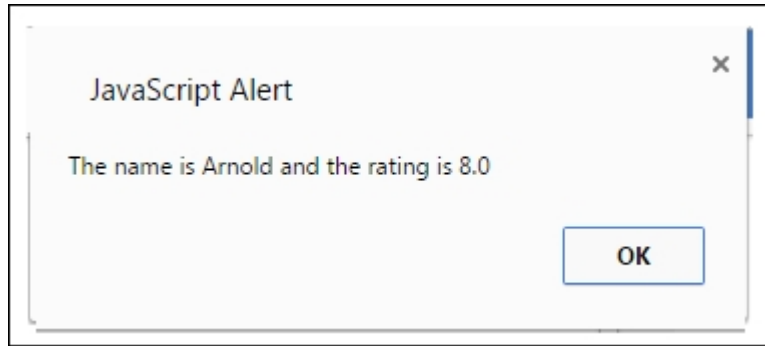 JavaScript Alert
The name is Arnold and the rating is 8.0
OK